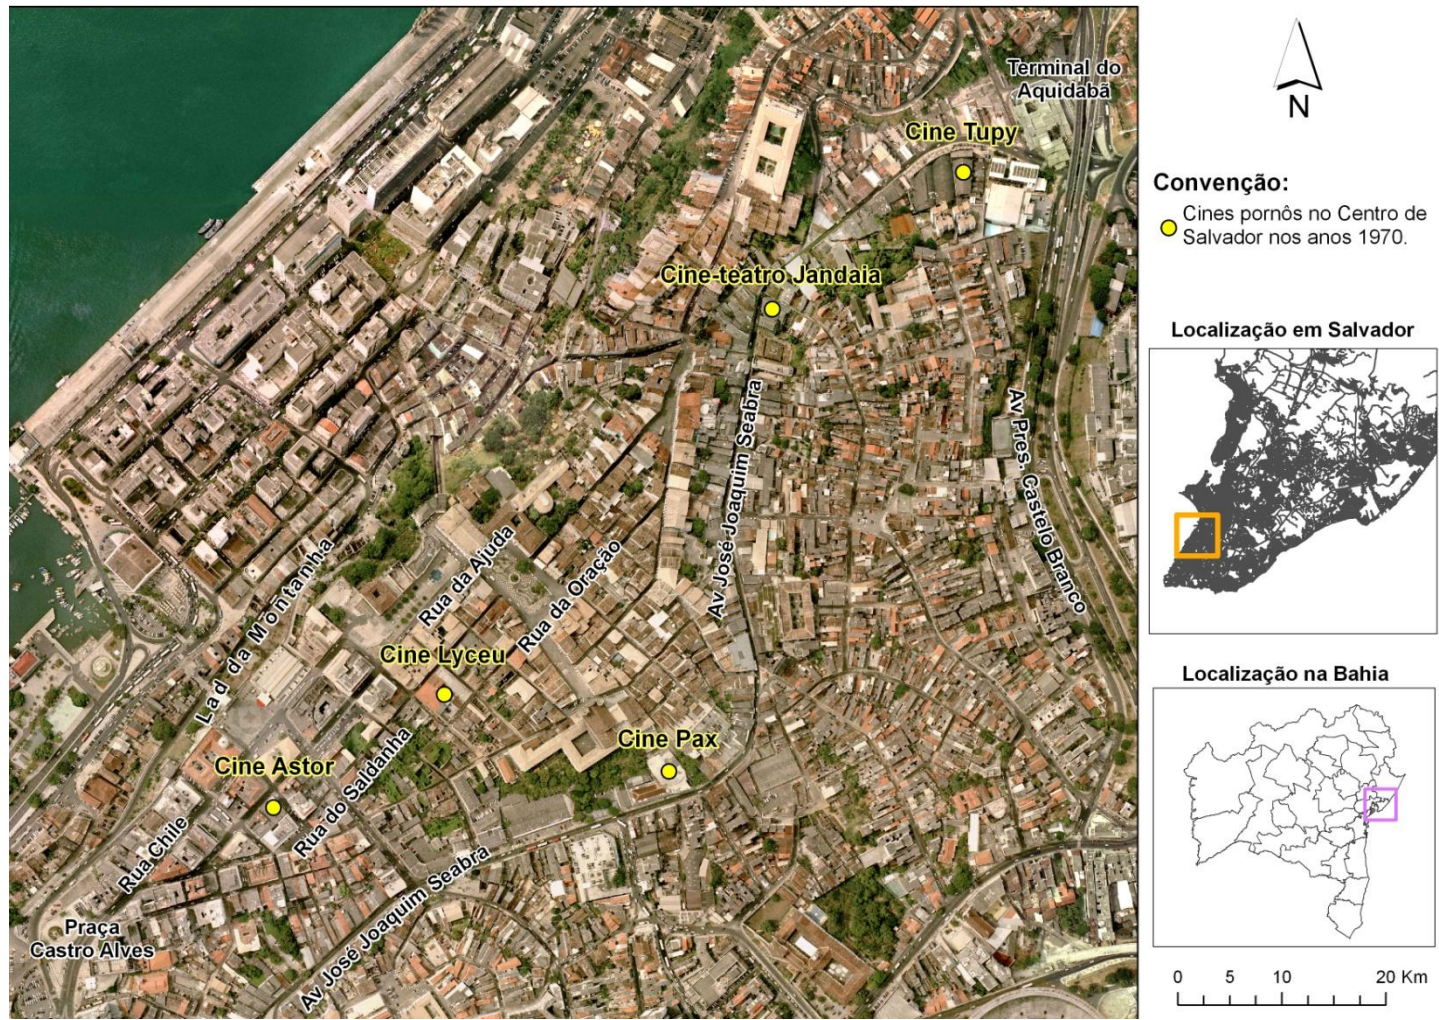 Terminal do
Aquidabã
Cine Tupy
Cine-teatro Jandaia
Av José Joaquim Seabra
Av Pres. Castelo Branco
Lad da Montanha
Rua da Ajuda
Rua da Oração
Cine Lyceu
Cine Pax
Cine Astor
Rua do Saldanha
Rua Chile
Av José Joaquim Seabra
Praça
Castro Alves
N
Convenção:
Cines pornôs no Centro de
Salvador nos anos 1970.
Localização em Salvador
Localização na Bahia
0 5 10 20 Km